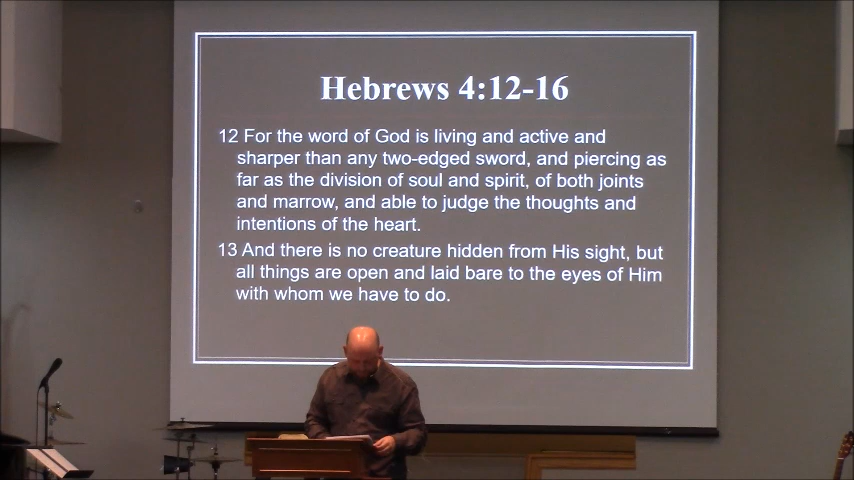 Hebrews 4:12-16
12 For the word of God is living and active and
sharper than any two-edged sword, and piercing as
far as the division of soul and spirit, of both joints
and marrow, and able to judge the thoughts and
intentions of the heart.
13 And there is no creature hidden from His sight, but
all things are open and laid bare to the eyes of Him
with whom we have to do.